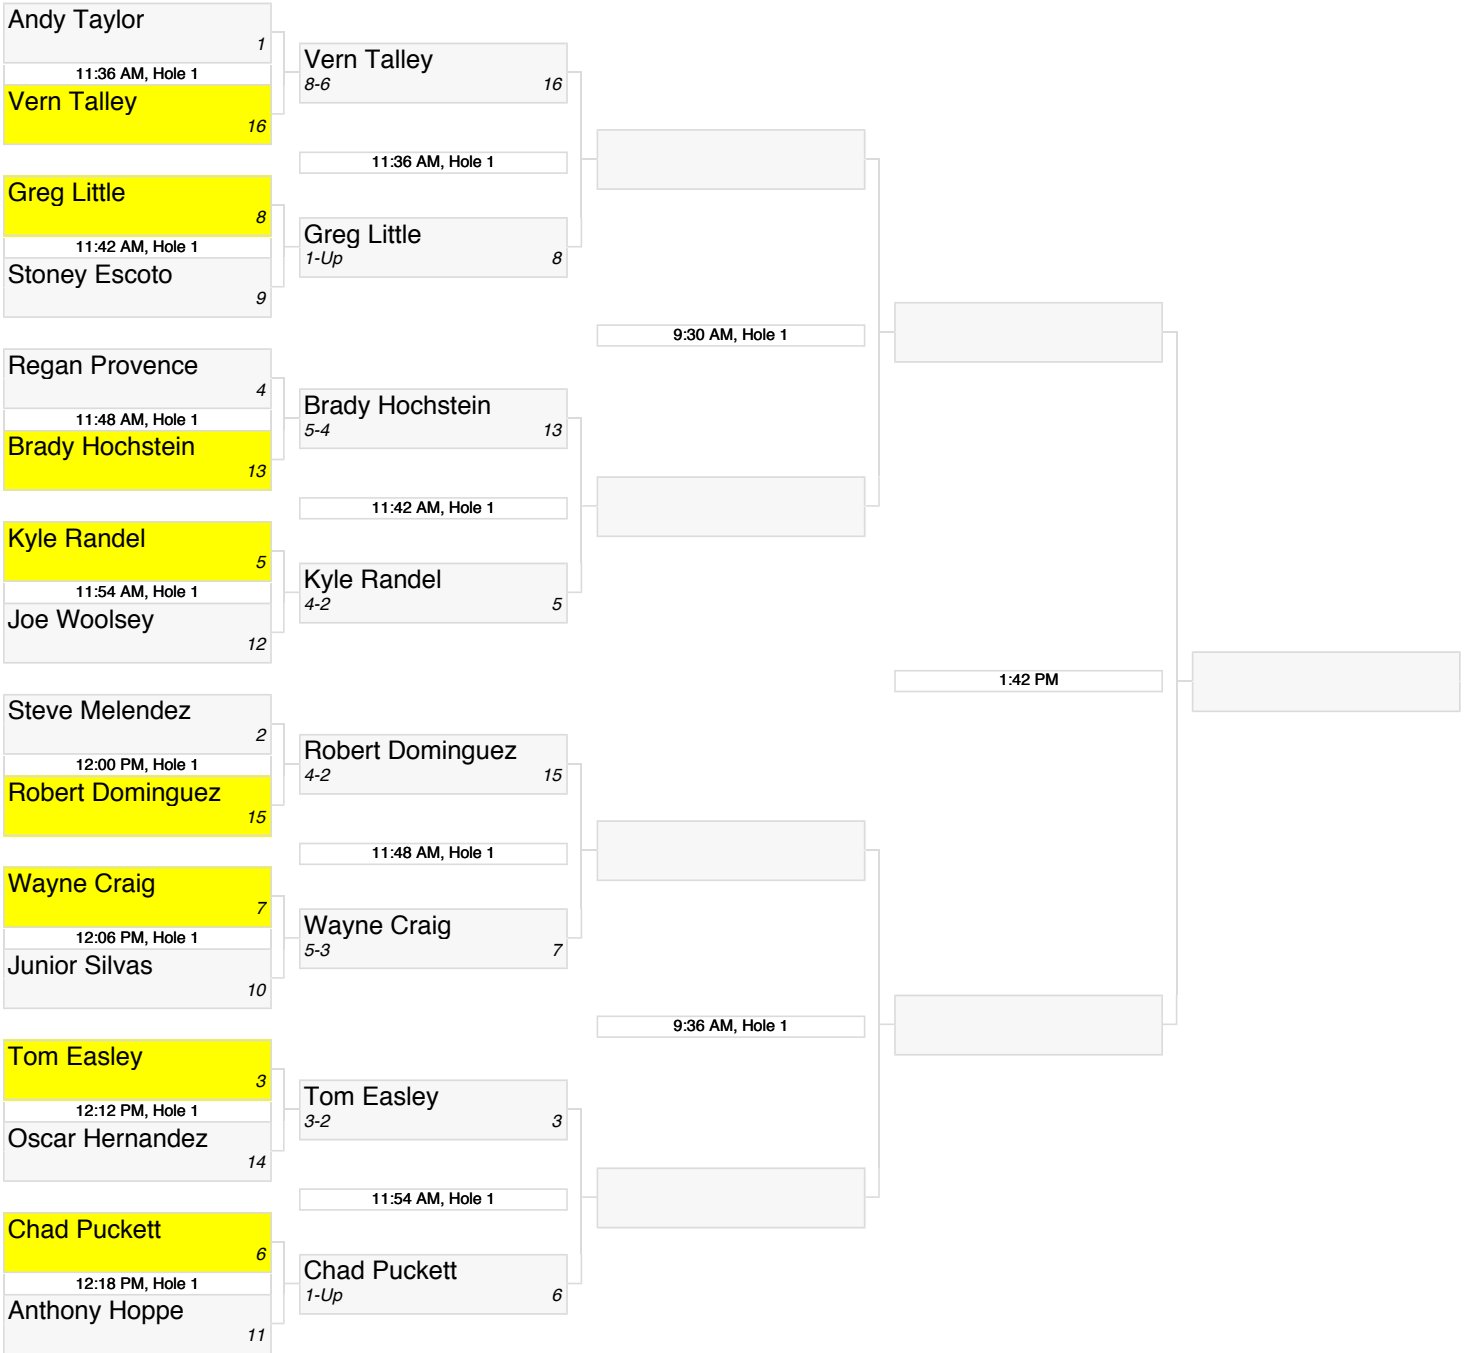 Andy Taylor
1
11:36 AM, Hole 1
Vern Talley
16
Greg Little
8
11:42 AM, Hole 1
Stoney Escoto
9
Regan Provence
4
11:48 AM, Hole 1
Brady Hochstein
13
Kyle Randel
5
11:54 AM, Hole 1
Joe Woolsey
12
Steve Melendez
2
12:00 PM, Hole 1
Robert Dominguez
15
Wayne Craig
7
12:06 PM, Hole 1
Junior Silvas
10
Tom Easley
3
12:12 PM, Hole 1
Oscar Hernandez
14
Chad Puckett
6
12:18 PM, Hole 1
Anthony Hoppe
11
Vern Talley
8-6 16
11:36 AM, Hole 1
Greg Little
1-Up 8
Brady Hochstein
5-4 13
11:42 AM, Hole 1
Kyle Randel
4-2 5
Robert Dominguez
4-2 15
11:48 AM, Hole 1
Wayne Craig
5-3 7
Tom Easley
3-2 3
11:54 AM, Hole 1
Chad Puckett
1-Up 6
9:30 AM, Hole 1
9:36 AM, Hole 1
1:42 PM